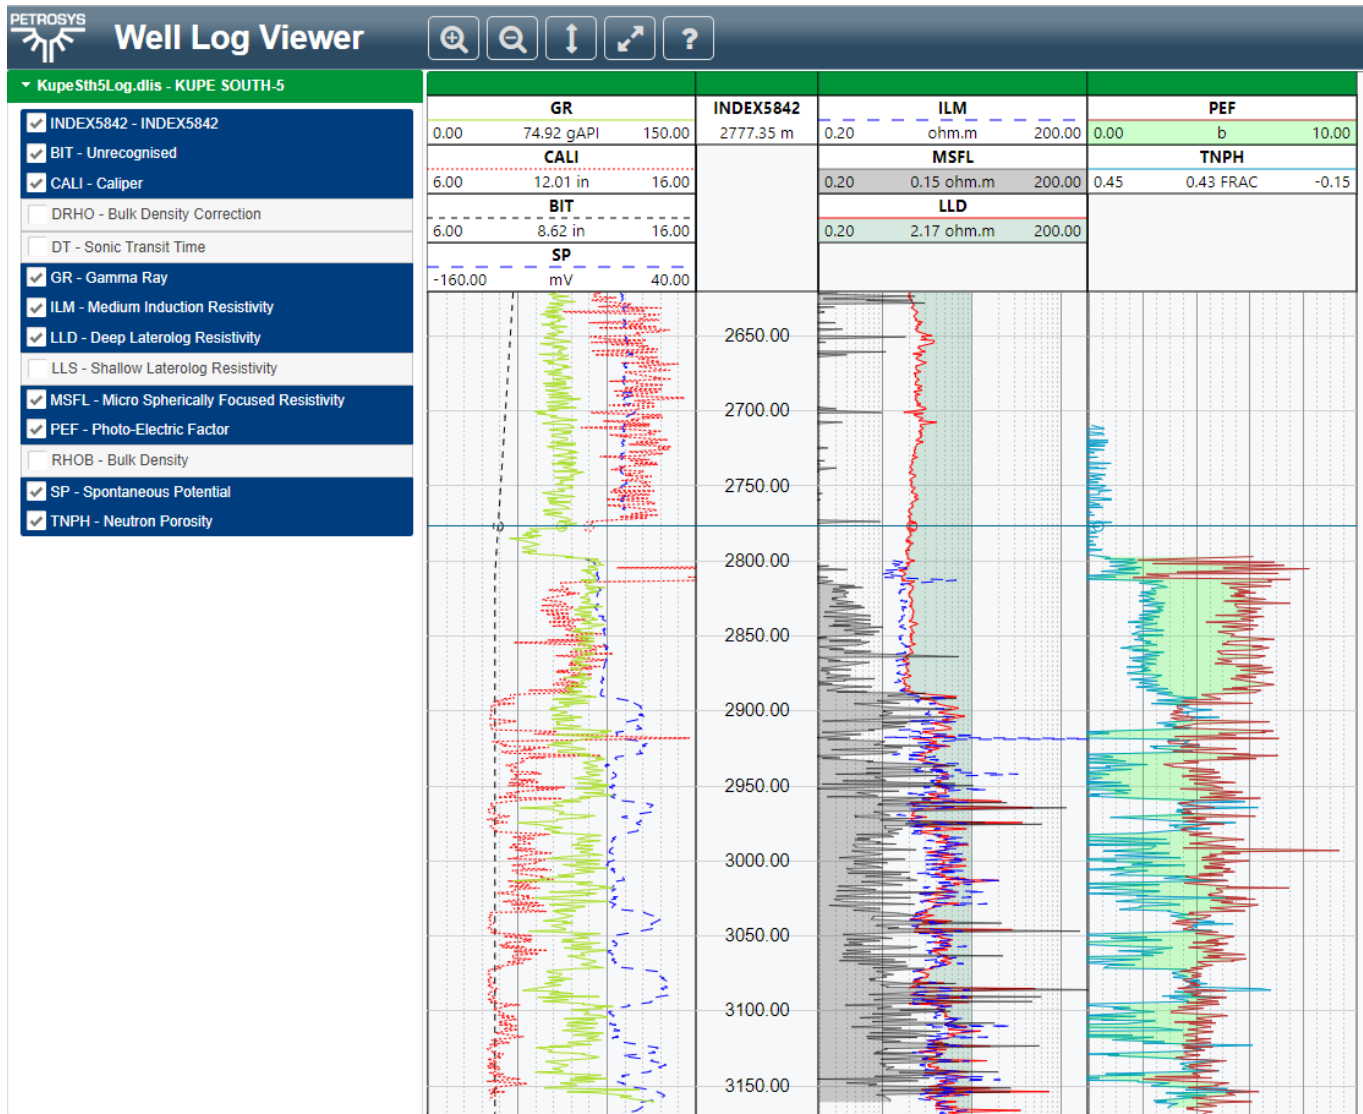 PETROSYS
Well Log Viewer
?
KupeSth5Log.dlis - KUPE SOUTH-5
INDEX5842 - INDEX5842
BIT - Unrecognised
CALI - Caliper
DRHO - Bulk Density Correction
DT - Sonic Transit Time
GR - Gamma Ray
ILM - Medium Induction Resistivity
LLD - Deep Laterolog Resistivity
LLS - Shallow Laterolog Resistivity
MSFL - Micro Spherically Focused Resistivity
PEF - Photo-Electric Factor
RHOB - Bulk Density
SP - Spontaneous Potential
TNPH - Neutron Porosity
GR
0.00 74.92 gAPI 150.00
CALI
6.00 12.01 in 16.00
BIT
6.00 8.62 in 16.00
SP
-160.00 mV 40.00
INDEX5842
2777.35 m
ILM
0.20 ohm.m 200.00
MSFL
0.20 0.15 ohm.m 200.00
LLD
0.20 2.17 ohm.m 200.00
PEF
0.00 b 10.00
TNPH
0.45 0.43 FRAC -0.15
2650.00
2700.00
2750.00
2800.00
2850.00
2900.00
2950.00
3000.00
3050.00
3100.00
3150.00